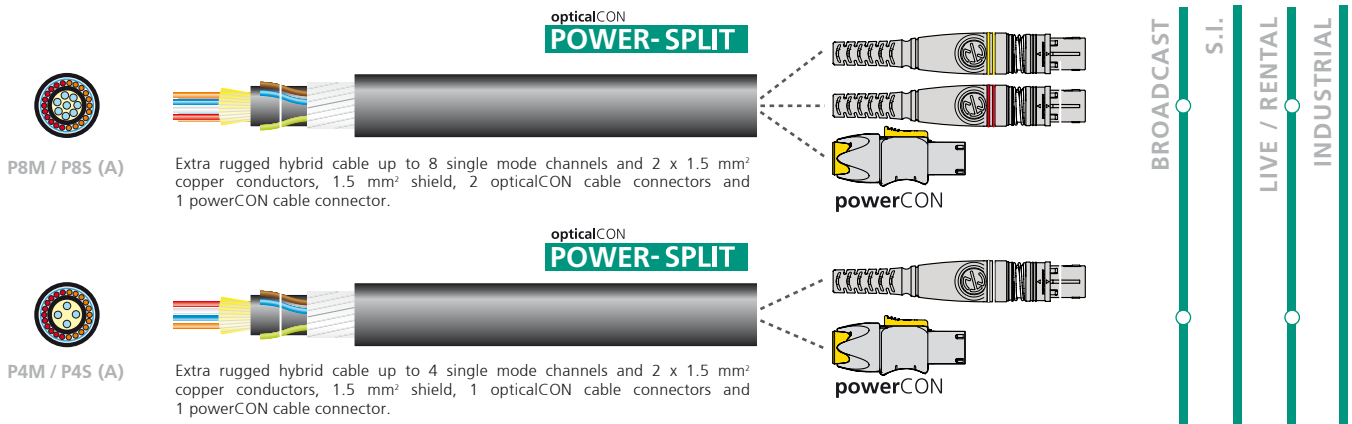 opticalCON
POWER- SPLIT
P8M / P8S (A)
Extra rugged hybrid cable up to 8 single mode channels and 2 x 1.5 mm²
copper conductors, 1.5 mm² shield, 2 opticalCON cable connectors and
1 powerCON cable connector.
powerCON
opticalCON
POWER- SPLIT
P4M / P4S (A)
Extra rugged hybrid cable up to 4 single mode channels and 2 x 1.5 mm²
copper conductors, 1.5 mm² shield, 1 opticalCON cable connectors and
1 powerCON cable connector.
powerCON
BROADCAST
S.I.
LIVE / RENTAL
INDUSTRIAL